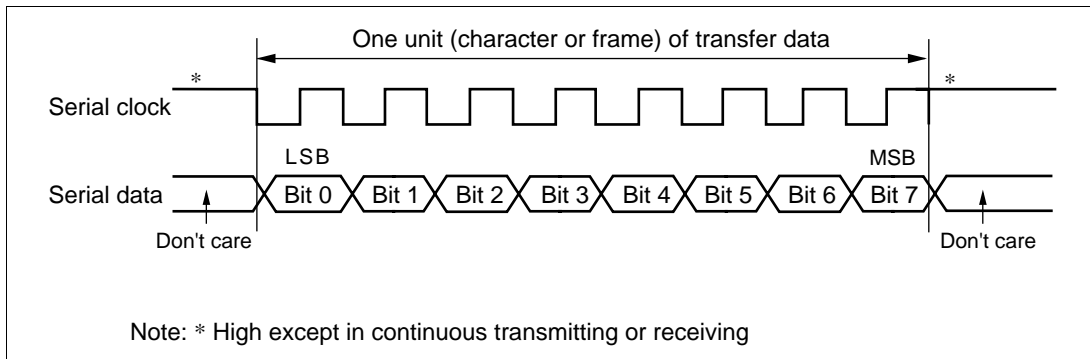 One unit (character or frame) of transfer data
* *
Serial clock
LSB MSB
Serial data Bit 0 Bit 1 Bit 2 Bit 3 Bit 4 Bit 5 Bit 6 Bit 7
Don't care Don't care
Note: * High except in continuous transmitting or receiving